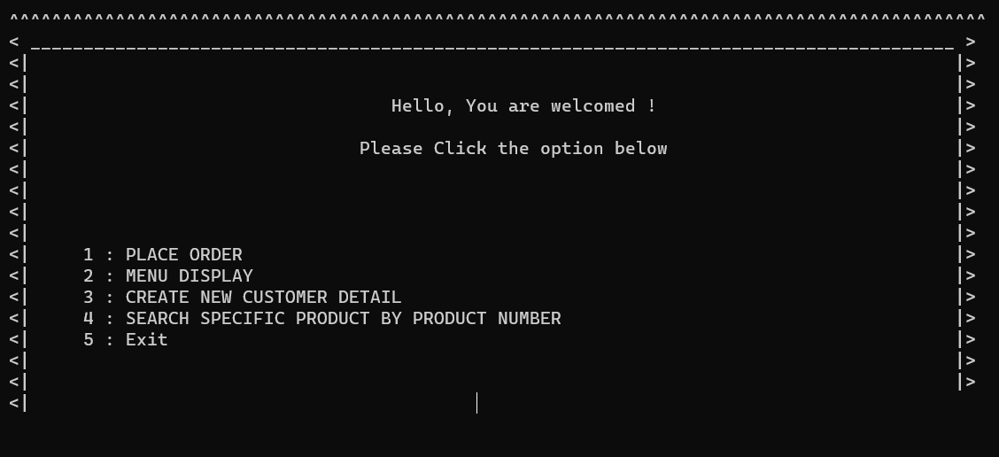 ^^^^^^^^^^^^^^^^^^^^^^^^^^^^^^^^^^^^^^^^^^^^^^^^^^^^^^^^^^^^^^^^^^^^^^^^^^^^^^^^^^^^^^^^^^^^
< _______________________________________________________________________________________ >
<| |>
<| |>
<| Hello, You are welcomed ! |>
<| |>
<| Please Click the option below |>
<| |>
<| |>
<| |>
<| |>
<| 1 : PLACE ORDER |>
<| 2 : MENU DISPLAY |>
<| 3 : CREATE NEW CUSTOMER DETAIL |>
<| 4 : SEARCH SPECIFIC PRODUCT BY PRODUCT NUMBER |>
<| 5 : Exit |>
<| |>
<| |>
<|